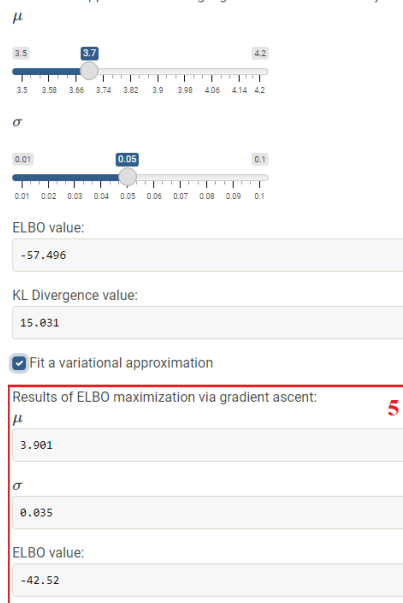 μ
3.5 3.7 4.2
3.5 3.58 3.66 3.74 3.82 3.9 3.98 4.06 4.14 4.2
σ
0.01 0.05 0.1
0.01 0.02 0.03 0.04 0.05 0.06 0.07 0.08 0.09 0.1
ELBO value:
-57.496
KL Divergence value:
15.031
Fit a variational approximation
Results of ELBO maximization via gradient ascent: 5
μ
3.901
σ
0.035
ELBO value:
-42.52